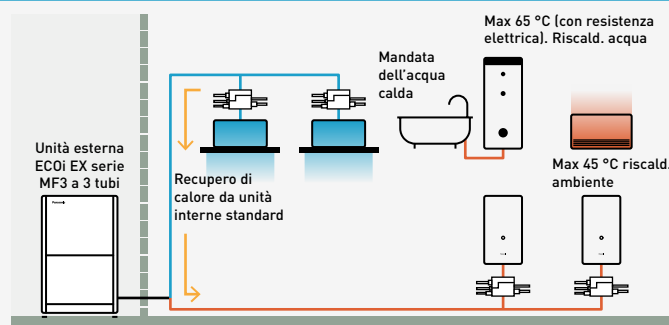 Max 65 °C (con resistenza
elettrica). Riscald. acqua
Mandata
dell'acqua
calda
Unità esterna
ECOi EX serie
MF3 a 3 tubi
Recupero di
calore da unità
interne standard
Max 45 °C riscald.
ambiente
Panasonic